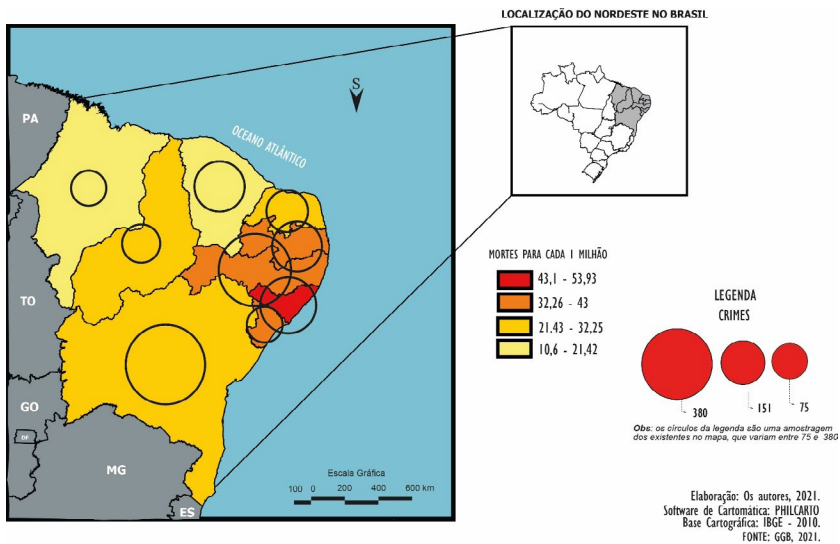 LOCALIZAÇÃO DO NORDESTE NO BRASIL
S
PA
OCEANO ATLÂNTICO
TO
GO
DF
MG
ES
Escala Gráfica
100 0 200 400 600 km
MORTES PARA CADA 1 MILHÃO
43,1 - 53,93
32,26 - 43
21.43 - 32,25
10,6 - 21,42
LEGENDA
CRIMES
380
151
75
Obs: os círculos da legenda são uma amostragem
dos existentes no mapa, que variam entre 75 e 380
Elaboração: Os autores, 2021.
Software de Cartomática: PHILCARTO
Base Cartográfica: IBGE - 2010.
FONTE: GGB, 2021.